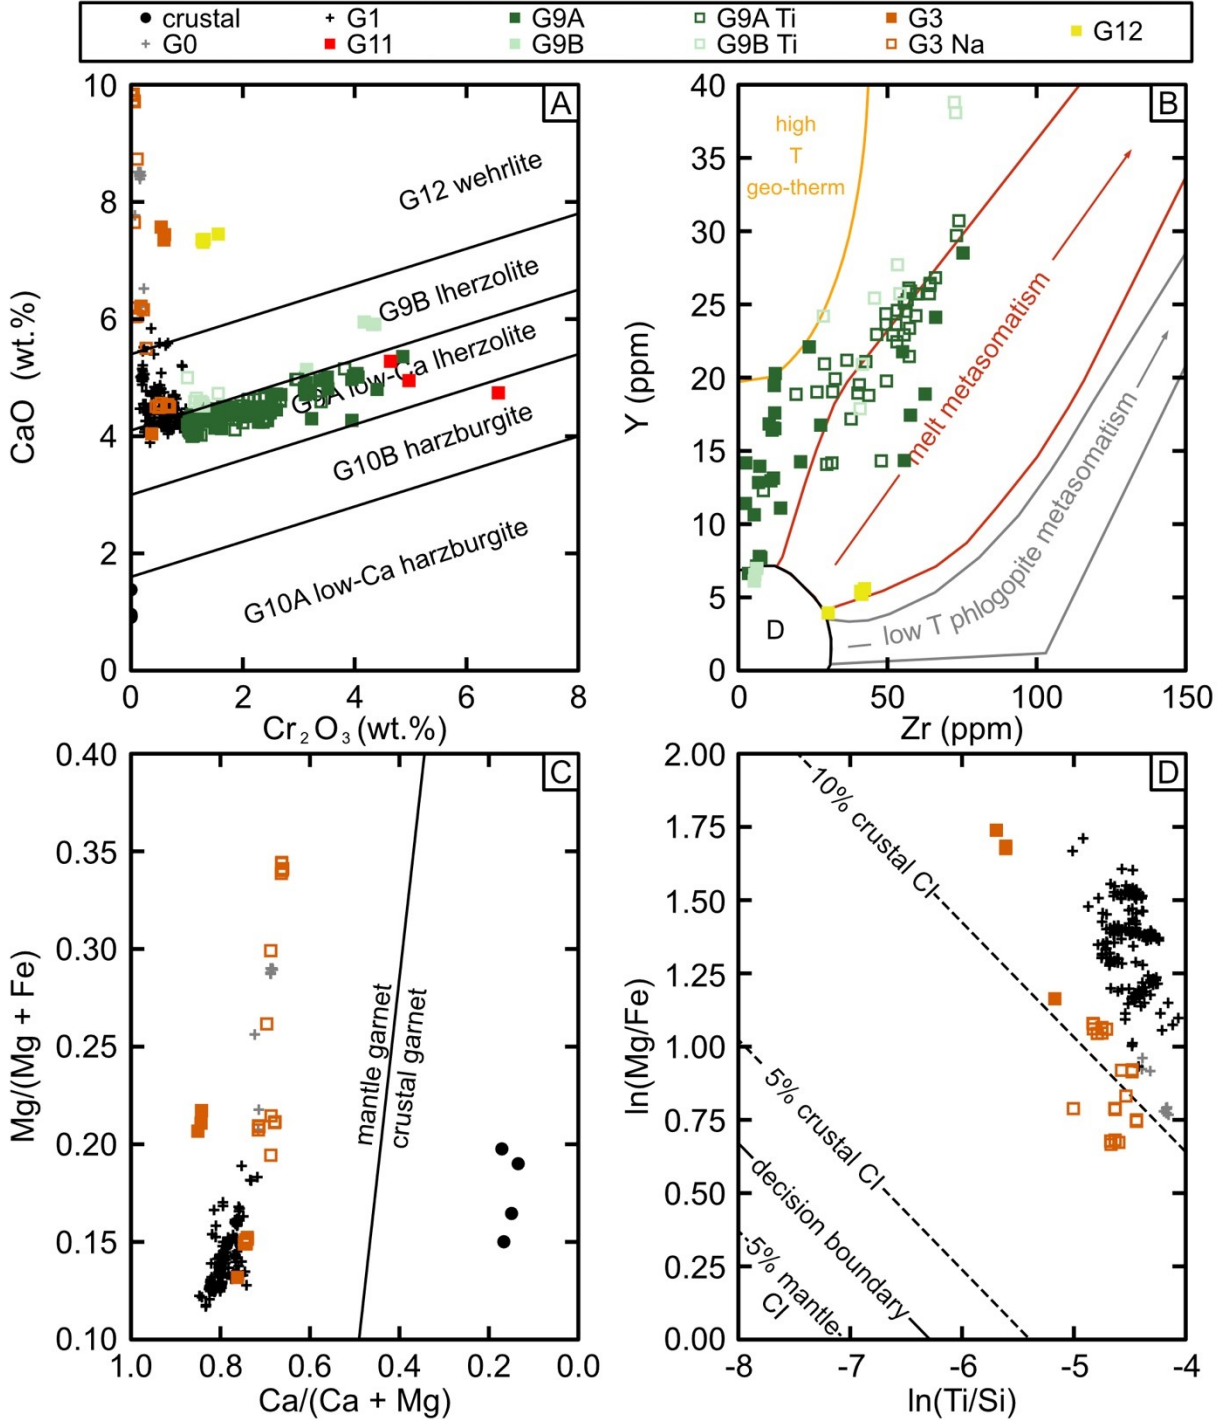 crustal G1 G9A G9A Ti G3 G12
G0 G11 G9B G9B Ti G3 Na
A
10
8
6
4
2
0
CaO (wt.%)
G12 wehrlite
G9B lherzolite
G9A low-Ca lherzolite
G10B harzburgite
G10A low-Ca harzburgite
0 2 4 6 8
Cr₂O₃ (wt.%)
B
40
35
30
25
20
15
10
5
0
Y (ppm)
high
T
geo-therm
melt metasomatism
low T phlogopite metasomatism
D
0 50 100 150
Zr (ppm)
C
0.40
0.35
0.30
0.25
0.20
0.15
0.10
Mg/(Mg + Fe)
mantle garnet
crustal garnet
1.0 0.8 0.6 0.4 0.2 0.0
Ca/(Ca + Mg)
D
2.00
1.75
1.50
1.25
1.00
0.75
0.50
0.25
0.00
ln(Mg/Fe)
10% crustal CI
5% crustal CI
decision boundary
5% mantle
CI
-8 -7 -6 -5 -4
ln(Ti/Si)